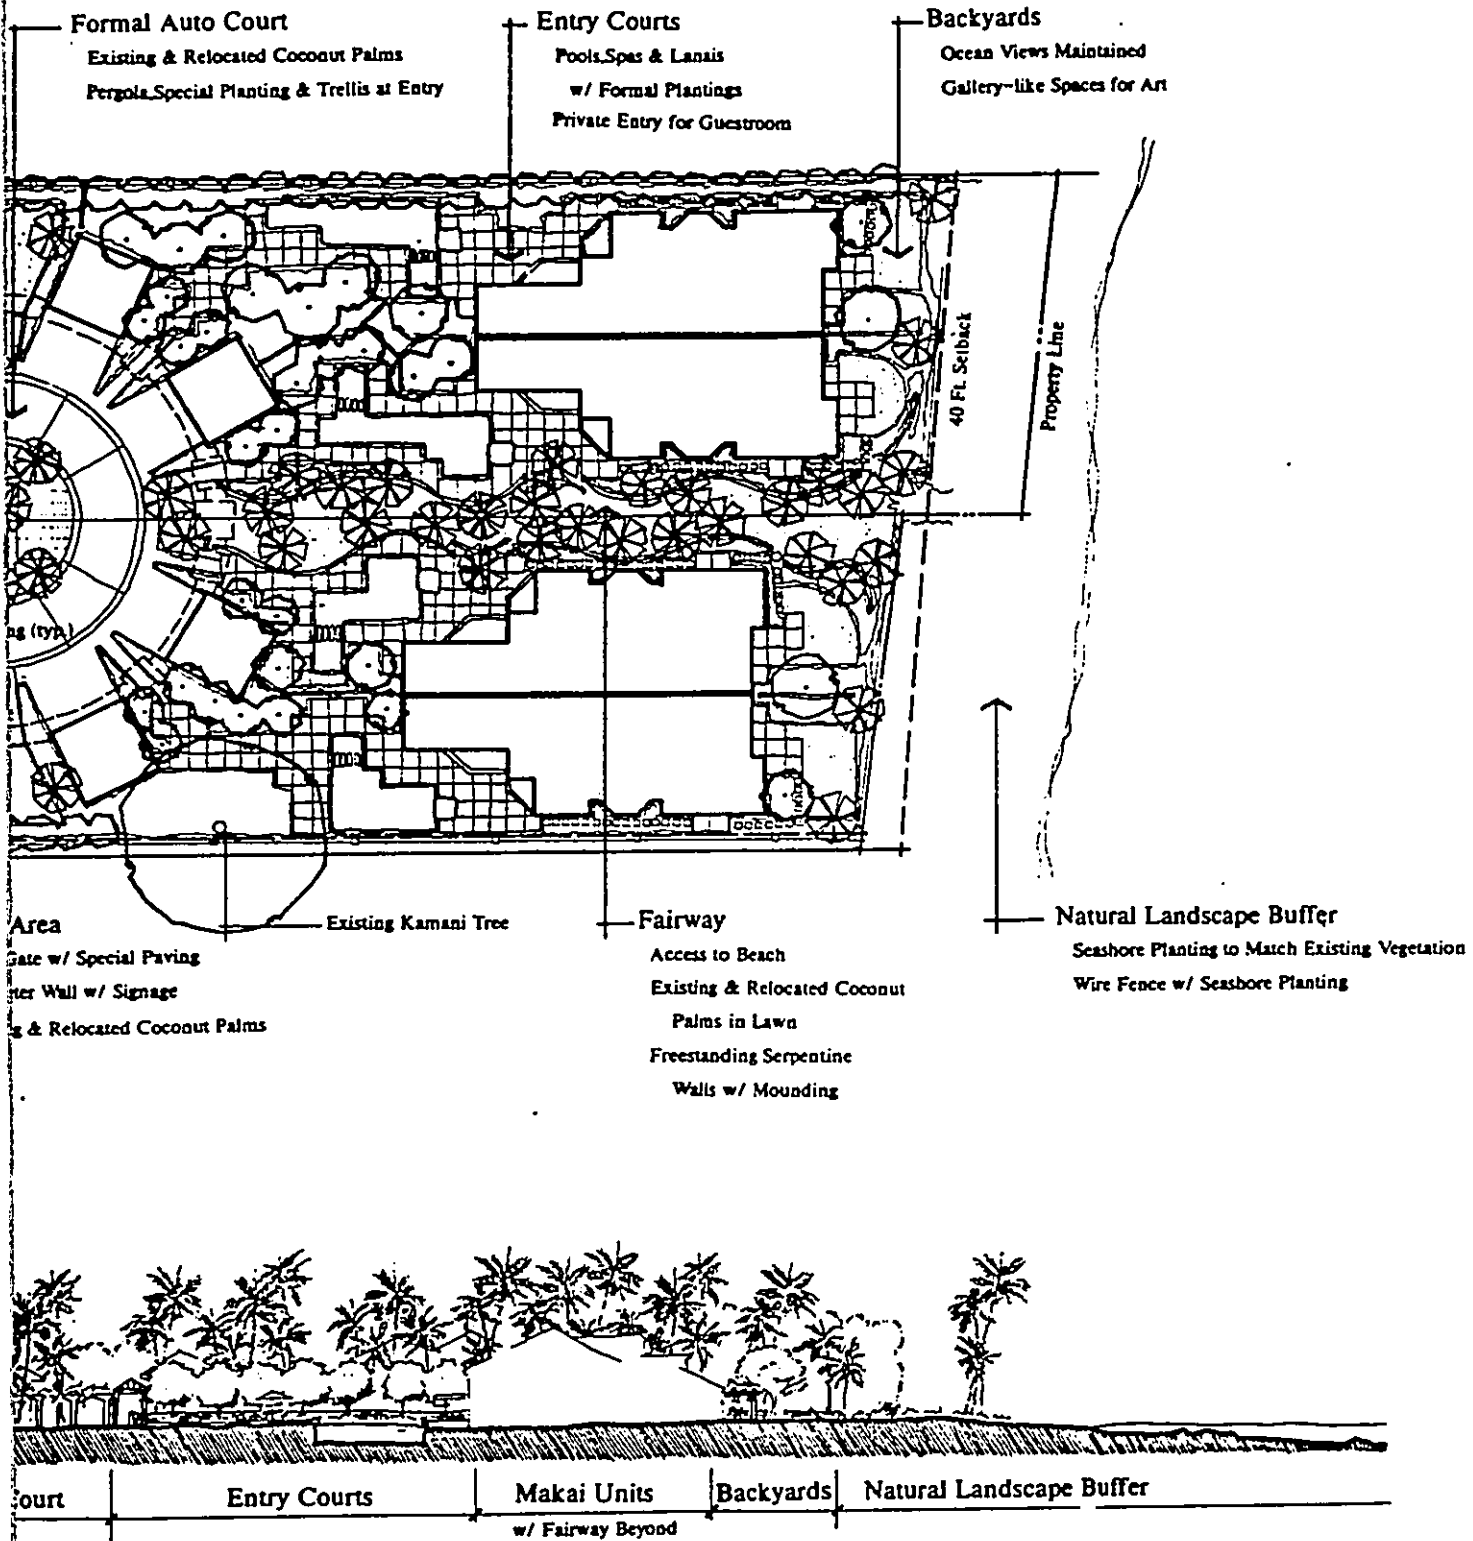 Formal Auto Court
Existing & Relocated Coconut Palms
Pergola, Special Planting & Trellis at Entry
Entry Courts
Pools, Spas & Lanais
w/ Formal Plantings
Private Entry for Guestroom
Backyards
Ocean Views Maintained
Gallery-like Spaces for Art
40 Ft. Setback
Property Line
ng (typ.)
Area
Gate w/ Special Paving
ter Wall w/ Signage
g & Relocated Coconut Palms
Existing Kamani Tree
Fairway
Access to Beach
Existing & Relocated Coconut
Palms in Lawn
Freestanding Serpentine
Walls w/ Mounding
Natural Landscape Buffer
Seashore Planting to Match Existing Vegetation
Wire Fence w/ Seashore Planting
ourt
Entry Courts
Makai Units
w/ Fairway Beyond
Backyards
Natural Landscape Buffer